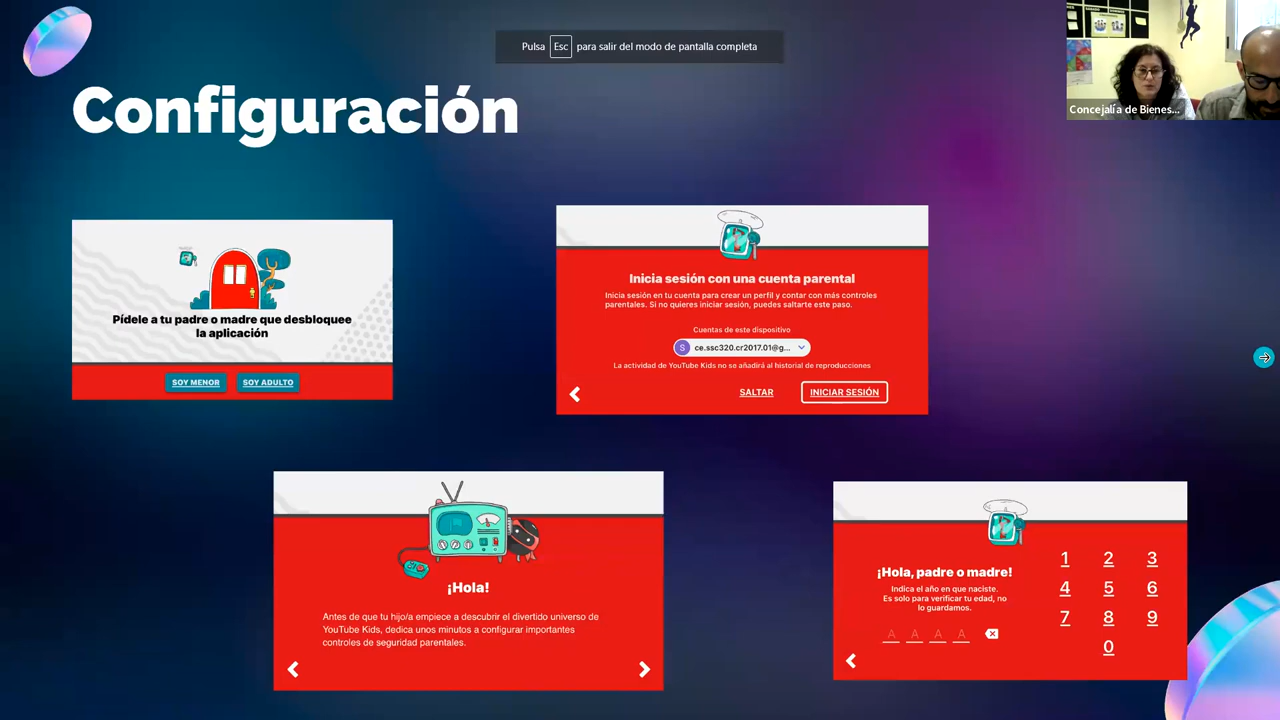 Pulsa Esc para salir del modo de pantalla completa
Concejalía de Bienes...
Configuración
Pídele a tu padre o madre que desbloquee
la aplicación
SOY MENOR
SOY ADULTO
Inicia sesión con una cuenta parental
Inicia sesión en tu cuenta para crear un perfil y contar con más controles
parentales. Si no quieres iniciar sesión, puedes saltarte este paso.
Cuentas de este dispositivo
S ce.ssc320.cr2017.01@g...
La actividad de YouTube Kids no se añadirá al historial de reproducciones
SALTAR
INICIAR SESIÓN
¡Hola!
Antes de que tu hijo/a empiece a descubrir el divertido universo de
YouTube Kids, dedica unos minutos a configurar importantes
controles de seguridad parentales.
¡Hola, padre o madre!
Indica el año en que naciste.
Es solo para verificar tu edad, no
lo guardamos.
A A A A
1 2 3
4 5 6
7 8 9
0